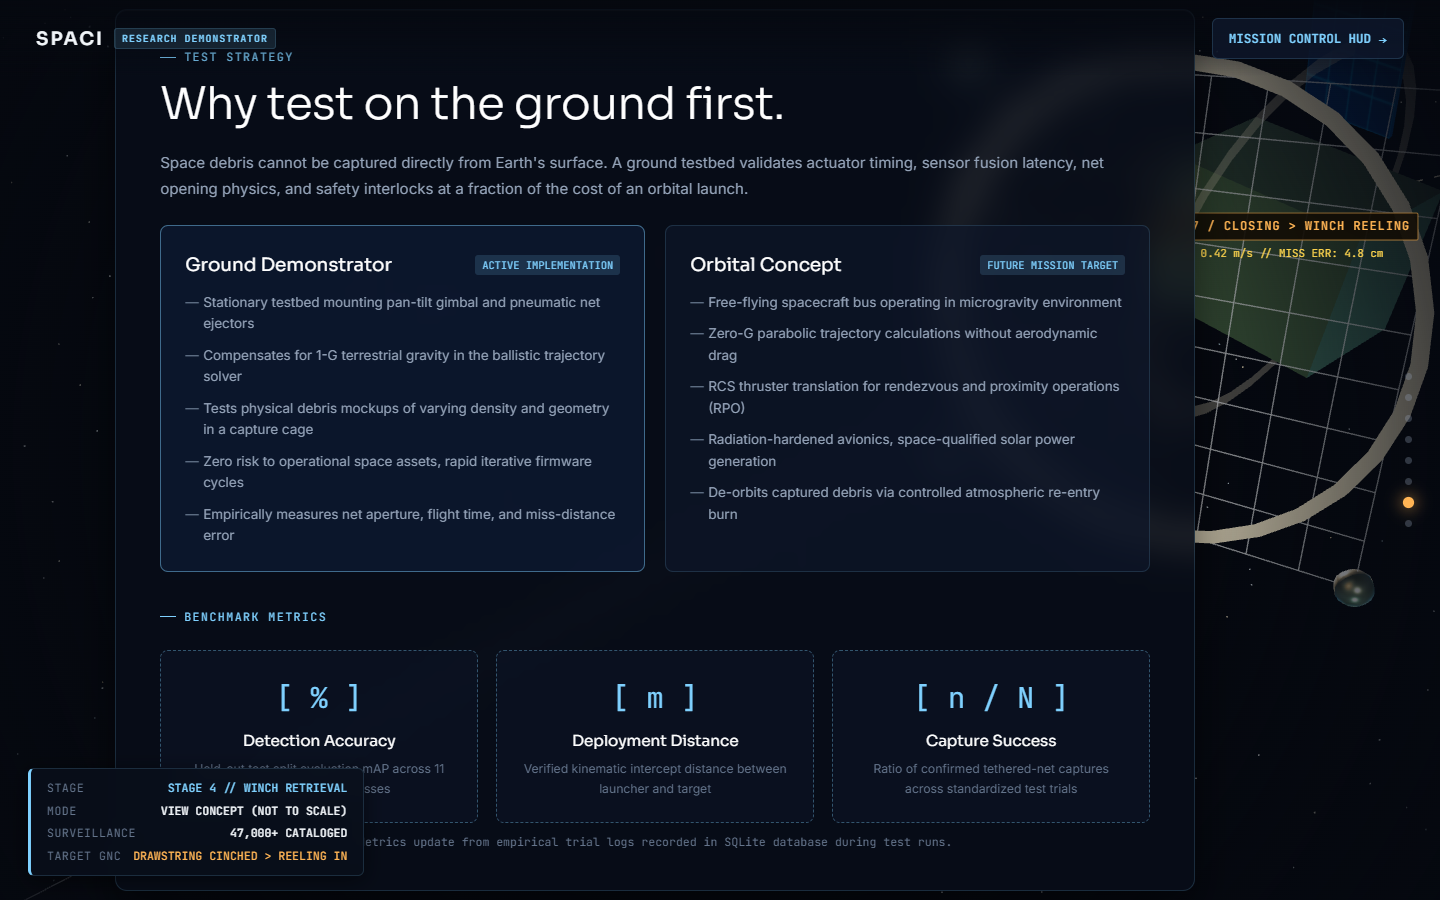 SPACI RESEARCH DEMONSTRATOR
MISSION CONTROL HUD →
— TEST STRATEGY
Why test on the ground first.
Space debris cannot be captured directly from Earth's surface. A ground testbed validates actuator timing, sensor fusion latency, net
opening physics, and safety interlocks at a fraction of the cost of an orbital launch.
Ground Demonstrator
ACTIVE IMPLEMENTATION
— Stationary testbed mounting pan-tilt gimbal and pneumatic net
ejectors
— Compensates for 1-G terrestrial gravity in the ballistic trajectory
solver
— Tests physical debris mockups of varying density and geometry
in a capture cage
— Zero risk to operational space assets, rapid iterative firmware
cycles
— Empirically measures net aperture, flight time, and miss-distance
error
Orbital Concept
FUTURE MISSION TARGET
— Free-flying spacecraft bus operating in microgravity environment
— Zero-G parabolic trajectory calculations without aerodynamic
drag
— RCS thruster translation for rendezvous and proximity operations
(RPO)
— Radiation-hardened avionics, space-qualified solar power
generation
— De-orbits captured debris via controlled atmospheric re-entry
burn
/ CLOSING > WINCH REELING
0.42 m/s // MISS ERR: 4.8 cm
— BENCHMARK METRICS
[ % ]
Detection Accuracy
mAP across 11
[ m ]
Deployment Distance
Verified kinematic intercept distance between
launcher and target
[ n / N ]
Capture Success
Ratio of confirmed tethered-net captures
across standardized test trials
update from empirical trial logs recorded in SQLite database during test runs.
STAGE STAGE 4 // WINCH RETRIEVAL
MODE VIEW CONCEPT (NOT TO SCALE)
SURVEILLANCE 47,000+ CATALOGED
TARGET GNC DRAWSTRING CINCHED > REELING IN